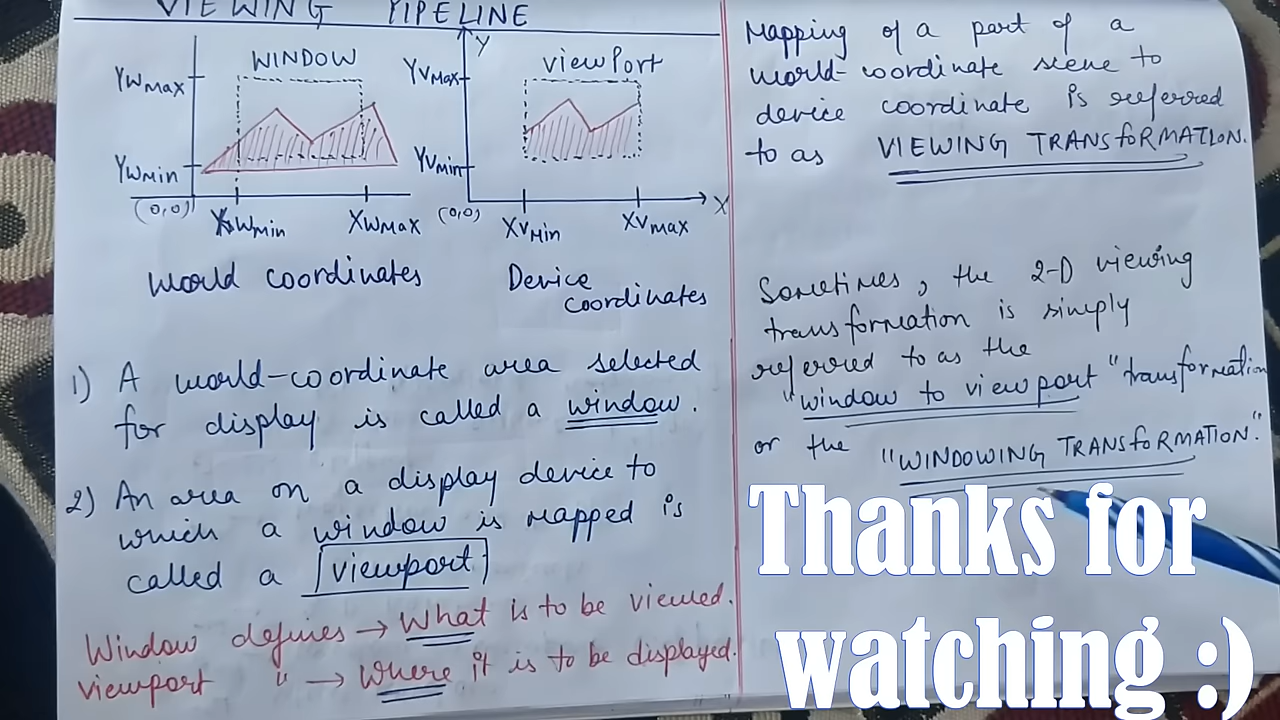 VIEWING PIPELINE
WINDOW
YWMax
YWMin
(0,0)
XWMin
XWMax
World coordinates
Y
viewPort
YVMax
YVMin
(0,0)
XVMin
XVMax
X
Device
coordinates
1) A world-coordinate area selected
for display is called a window.
2) An area on a display device to
which a window is mapped is
called a viewport
Window defines → What is to be viewed.
viewport " → Where it is to be displayed.
Mapping of a part of a
world-coordinate scene to
device coordinate is referred
to as VIEWING TRANSFORMATION.
Sometimes, the 2-D viewing
transformation is simply
referred to as the
"window to viewport "transformation
or the "WINDOWING TRANSFORMATION."
Thanks for
watching :)